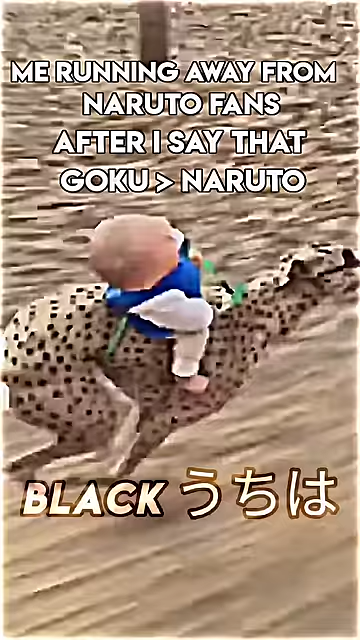 ME RUNNING AWAY FROM
NARUTO FANS
AFTER I SAY THAT
GOKU > NARUTO
BLACK うちは